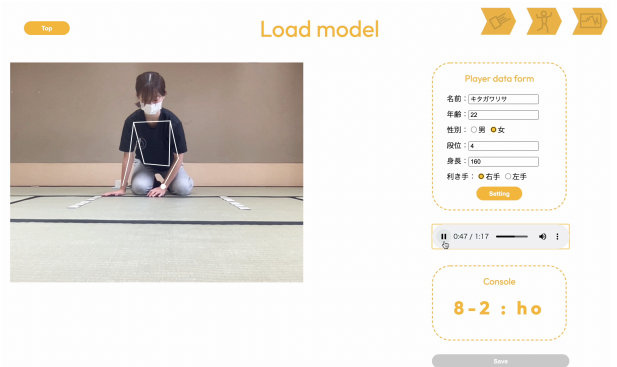 Top
Load model
Player data form
名前：キタガワリサ
年齢：22
性別：男 女
段位：4
身長：160
利き手：右手 左手
Setting
0:47 / 1:17
Console
8-2 : ho
Save